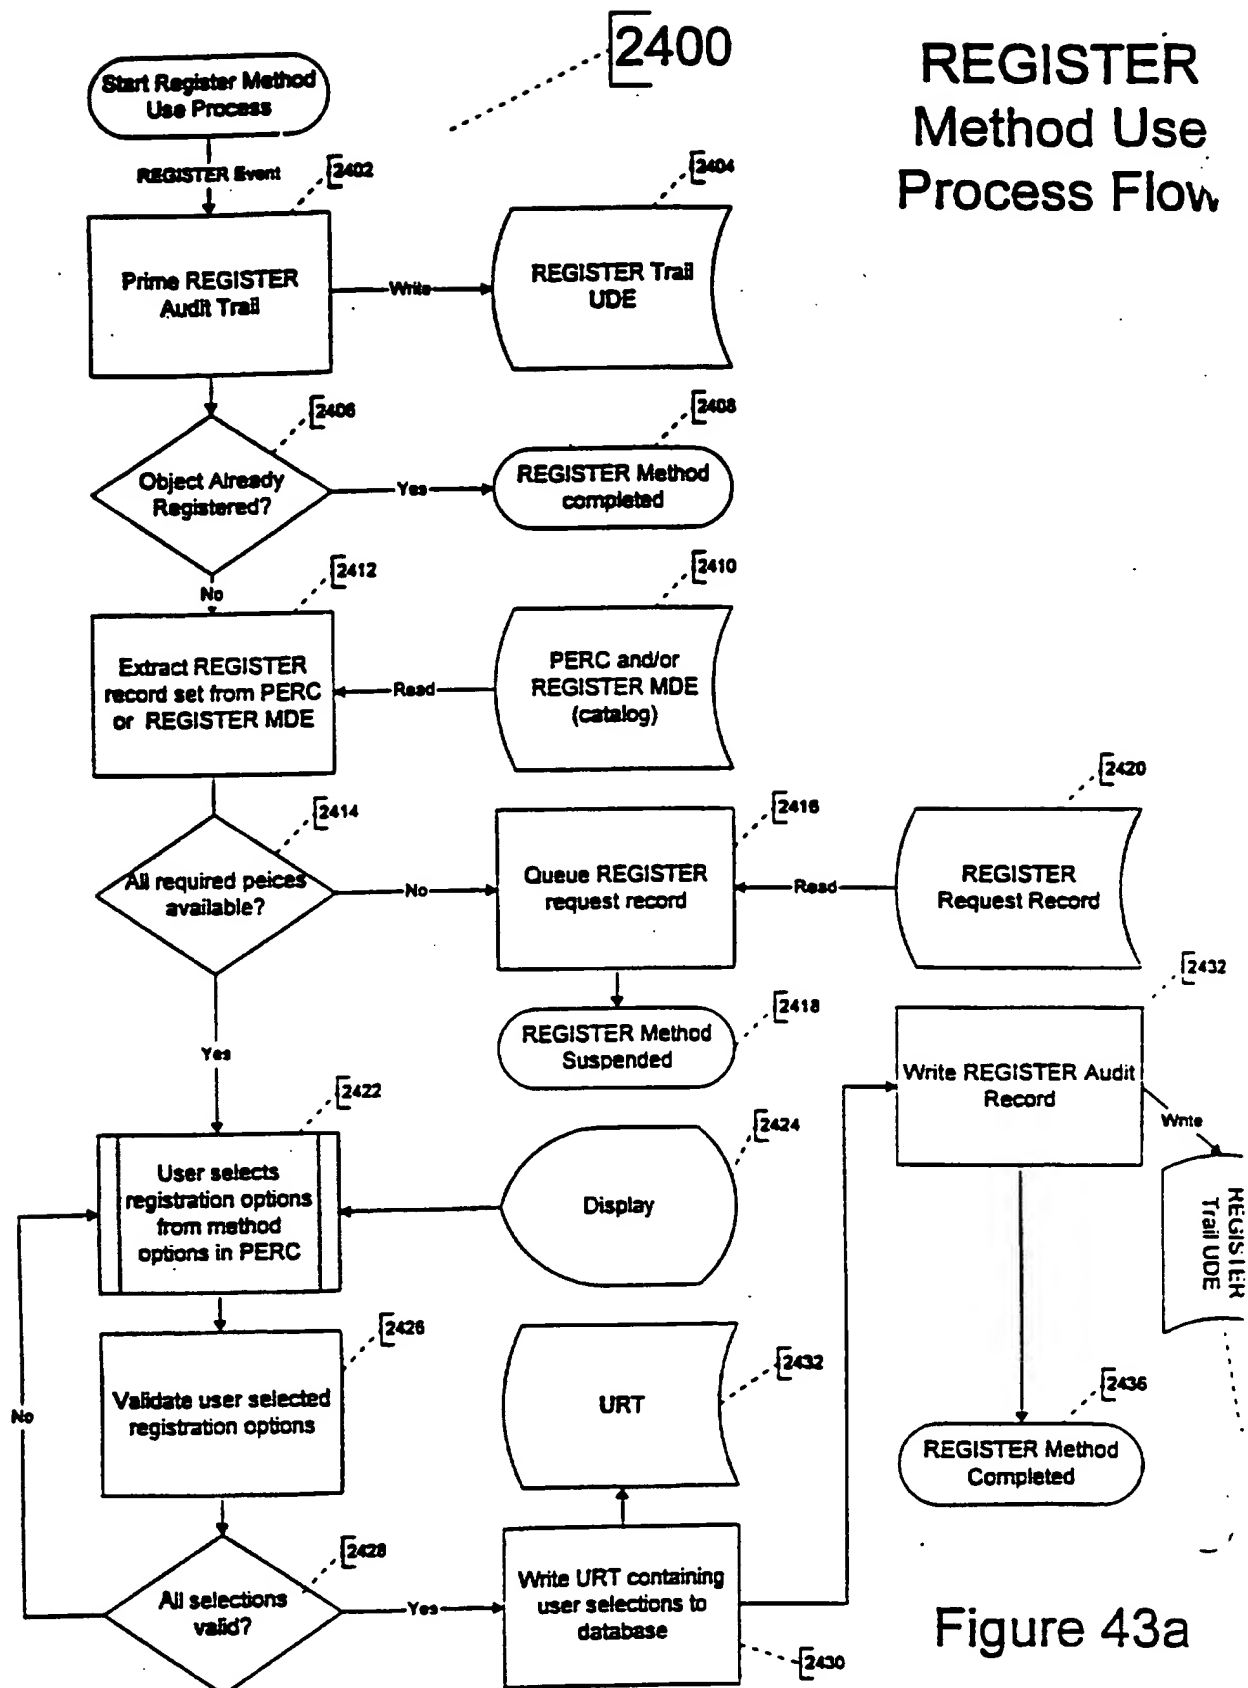 2400
REGISTER
Method Use
Process Flow
Start Register Method
Use Process
REGISTER Event
2402
Prime REGISTER
Audit Trail
Write
2404
REGISTER Trail
UDE
2406
Object Already
Registered?
Yes
2408
REGISTER Method
completed
No
2412
Extract REGISTER
record set from PERC
or REGISTER MDE
Read
2410
PERC and/or
REGISTER MDE
(catalog)
2414
All required peices
available?
No
2416
Queue REGISTER
request record
Read
2420
REGISTER
Request Record
2418
REGISTER Method
Suspended
Yes
2422
User selects
registration options
from method
options in PERC
2424
Display
2426
Validate user selected
registration options
No
2428
All selections
valid?
Yes
Write URT containing
user selections to
database
2430
2432
URT
2432
Write REGISTER Audit
Record
Write
REGISTER
Trail UDE
2436
REGISTER Method
Completed
Figure 43a